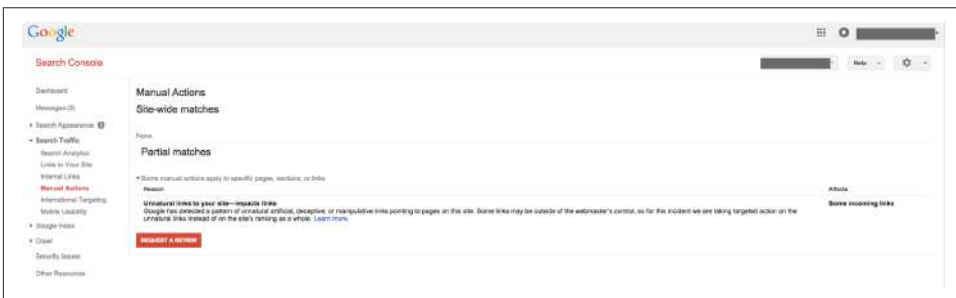 Google
Search Console
Help
Dashboard
Messages (3)
Search Appearance
Search Traffic
Search Analytics
Links to Your Site
Internal Links
Manual Actions
International Targeting
Mobile Usability
Google Index
Crawl
Security Issues
Other Resources
Manual Actions
Site-wide matches
None
Partial matches
Some manual actions apply to specific pages, sections, or links
Reason Affects
Unnatural links to your site—impacts links Some incoming links
Google has detected a pattern of unnatural artificial, deceptive, or manipulative links pointing to pages on this site. Some links may be outside of the webmaster's control, so for this incident we are taking targeted action on the
unnatural links instead of on the site's ranking as a whole. Learn more.
REQUEST A REVIEW